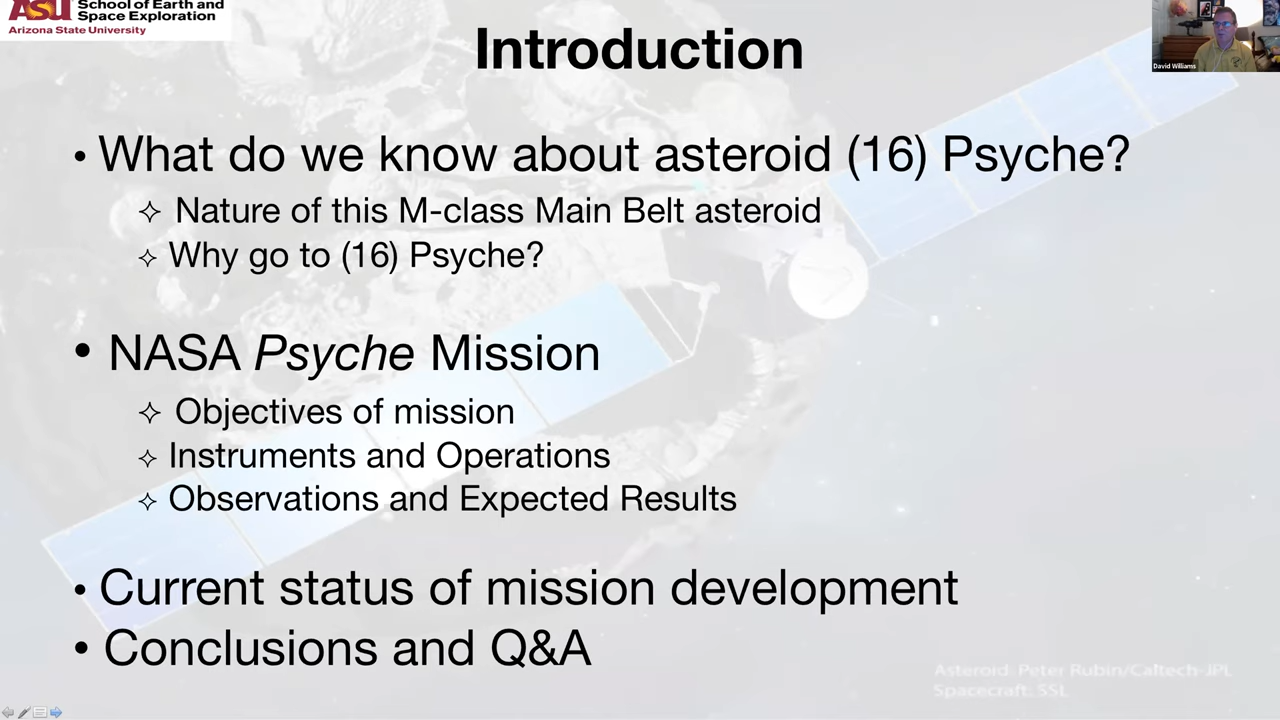 ASU School of Earth and
Space Exploration
Arizona State University
Introduction
David Williams
• What do we know about asteroid (16) Psyche?
✧ Nature of this M-class Main Belt asteroid
✧ Why go to (16) Psyche?
• NASA Psyche Mission
✧ Objectives of mission
✧ Instruments and Operations
✧ Observations and Expected Results
• Current status of mission development
• Conclusions and Q&A
Asteroid: Peter Rubin/Caltech-JPL
Spacecraft: SSL